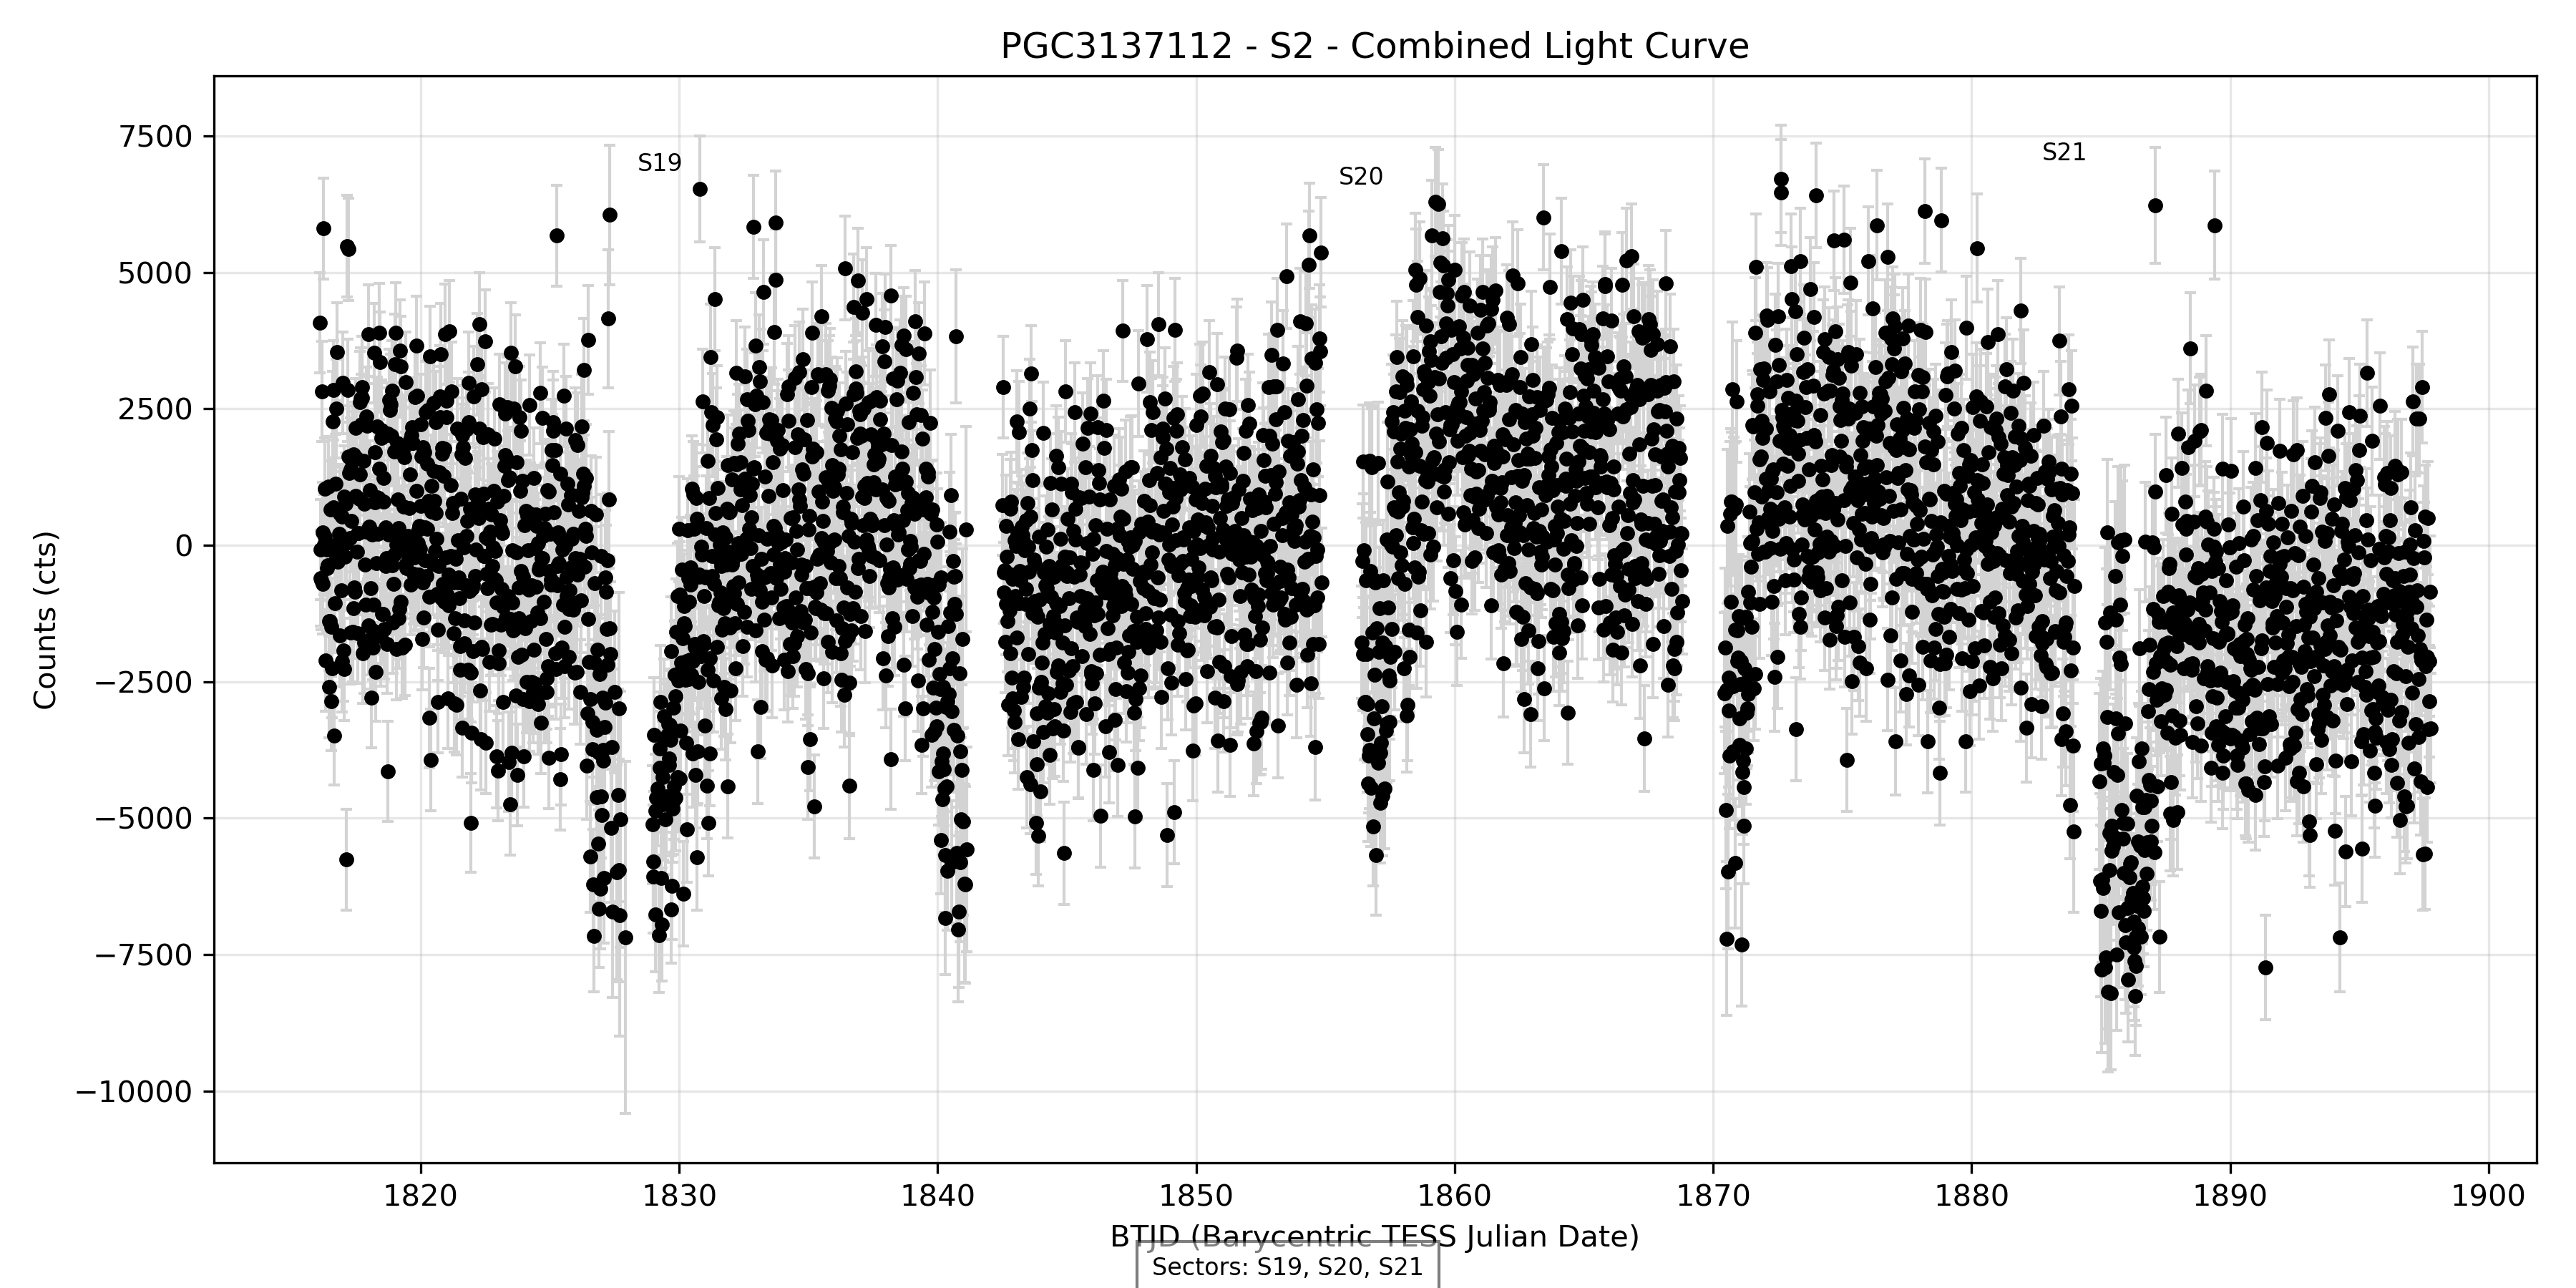 PGC3137112 - S2 - Combined Light Curve
7500
5000
2500
0
−2500
−5000
−7500
−10000
Counts (cts)
S19
S20
S21
1820
1830
1840
1850
1860
1870
1880
1890
1900
BTJD (Barycentric TESS Julian Date)
Sectors: S19, S20, S21